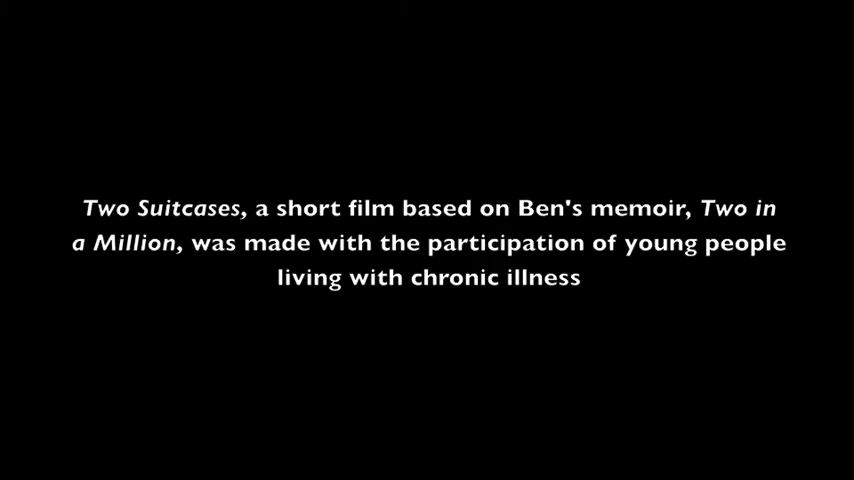 Two Suitcases, a short film based on Ben's memoir, Two in
a Million, was made with the participation of young people
living with chronic illness